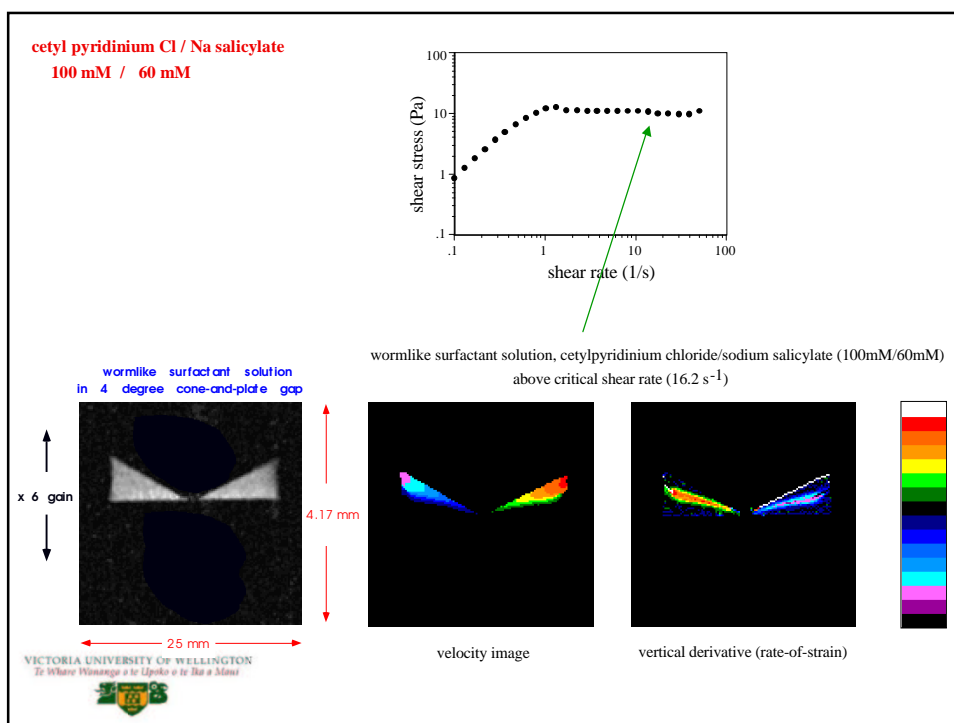 cetyl pyridinium Cl / Na salicylate
100 mM / 60 mM
shear stress (Pa)
100
10
1
.1
.1
1
10
100
shear rate (1/s)
wormlike surfactant solution, cetylpyridinium chloride/sodium salicylate (100mM/60mM)
above critical shear rate (16.2 s⁻¹)
wormlike surfactant solution
in 4 degree cone-and-plate gap
x 6 gain
4.17 mm
25 mm
velocity image
vertical derivative (rate-of-strain)
VICTORIA UNIVERSITY OF WELLINGTON
Te Whare Wananga o te Upoko o te Ika a Maui